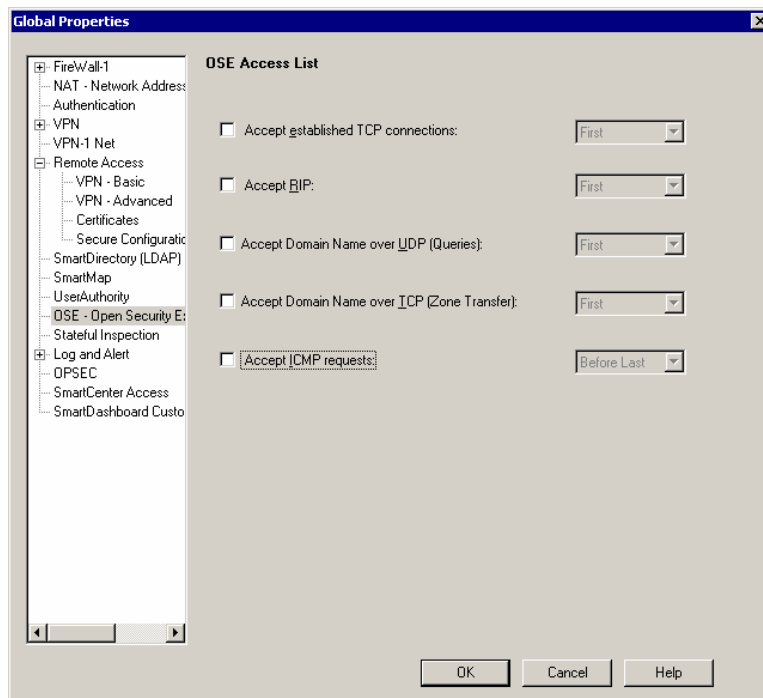 Global Properties
FireWall-1
NAT - Network Address
Authentication
VPN
VPN-1 Net
Remote Access
VPN - Basic
VPN - Advanced
Certificates
Secure Configuratic
SmartDirectory (LDAP)
SmartMap
UserAuthority
OSE - Open Security E
Stateful Inspection
Log and Alert
OPSEC
SmartCenter Access
SmartDashboard Custo
OSE Access List
Accept established TCP connections: First
Accept RIP: First
Accept Domain Name over UDP (Queries): First
Accept Domain Name over TCP (Zone Transfer): First
Accept ICMP requests: Before Last
OK Cancel Help